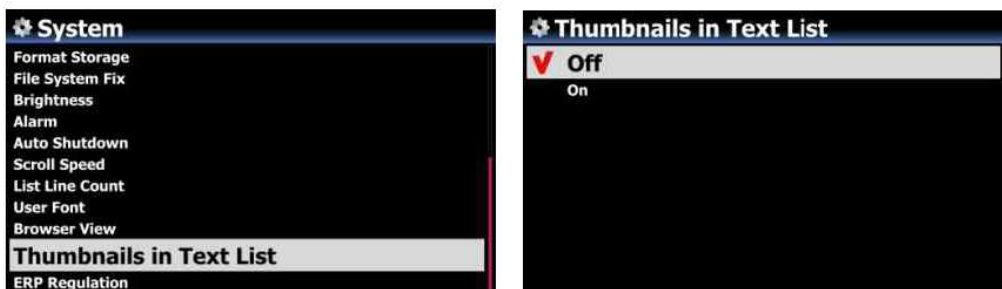 System
Format Storage
File System Fix
Brightness
Alarm
Auto Shutdown
Scroll Speed
List Line Count
User Font
Browser View
Thumbnails in Text List
ERP Regulation
Thumbnails in Text List
Off
On